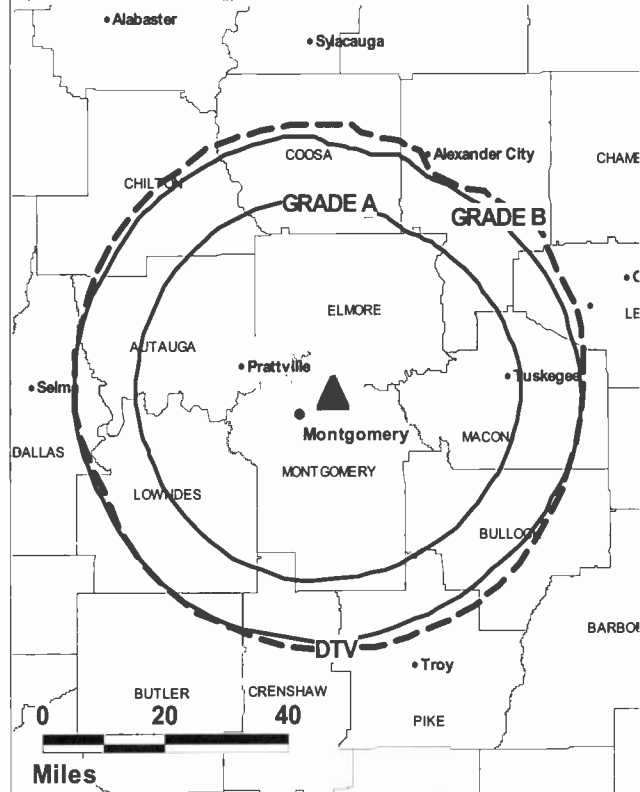 Alabaster
Sylacauga
Alexander City
COOSA
CHAME
CHILTON
GRADE A
GRADE B
ELMORE
LE
AUTAUGA
Prattville
Tuskegee
Selma
Montgomery
MACON
DALLAS
MONTGOMERY
LOWNDES
BULLOCK
BARBOU
DTV
Troy
BUTLER
CRENSHAW
PIKE
0 20 40
Miles